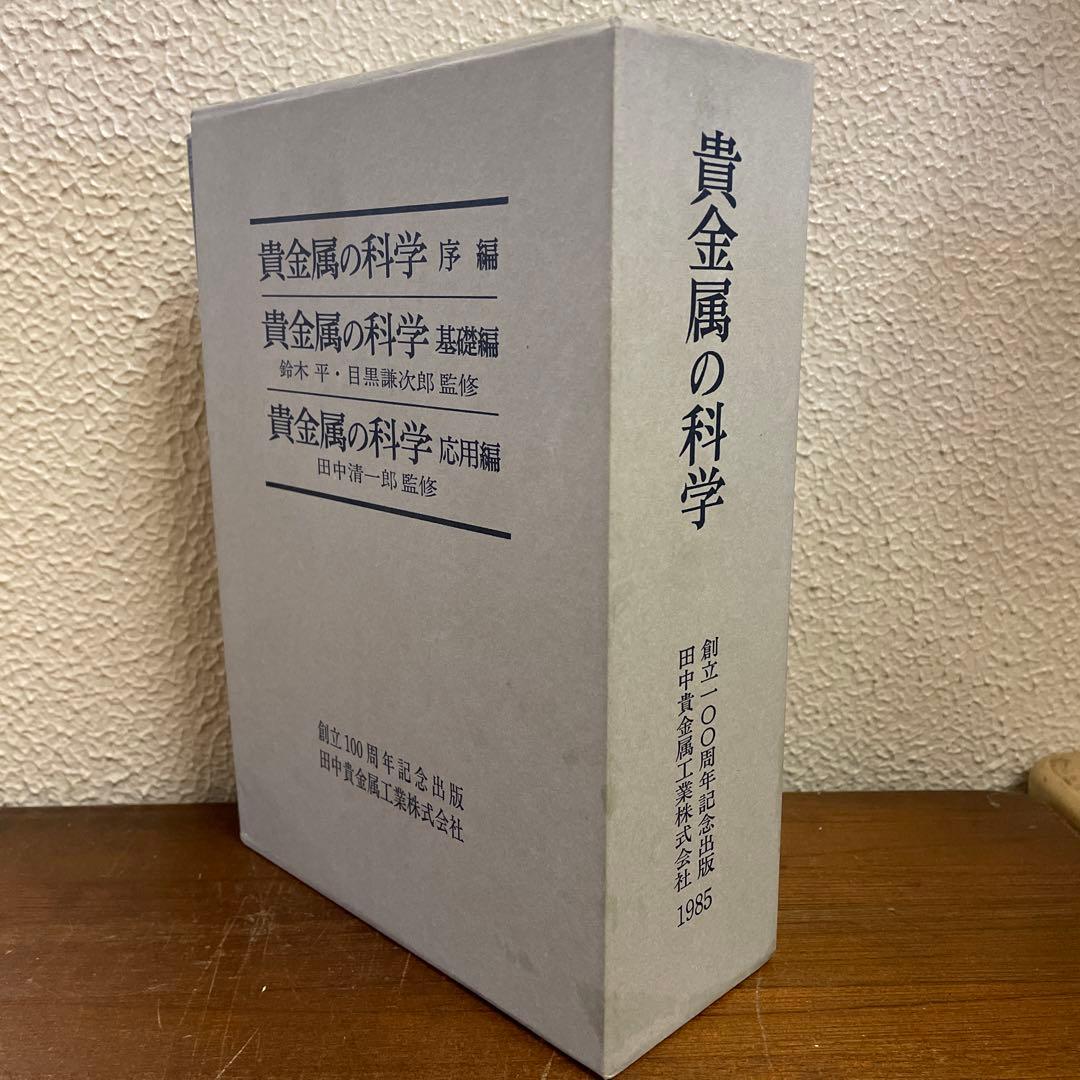 貴金属の科学 序編
貴金属の科学 基礎編
鈴木 平・目黒謙次郎 監修
貴金属の科学 応用編
田中清一郎 監修
創立100周年記念出版
田中貴金属工業株式会社
貴金属の科学
創立一〇〇周年記念出版
田中貴金属工業株式会社 1985